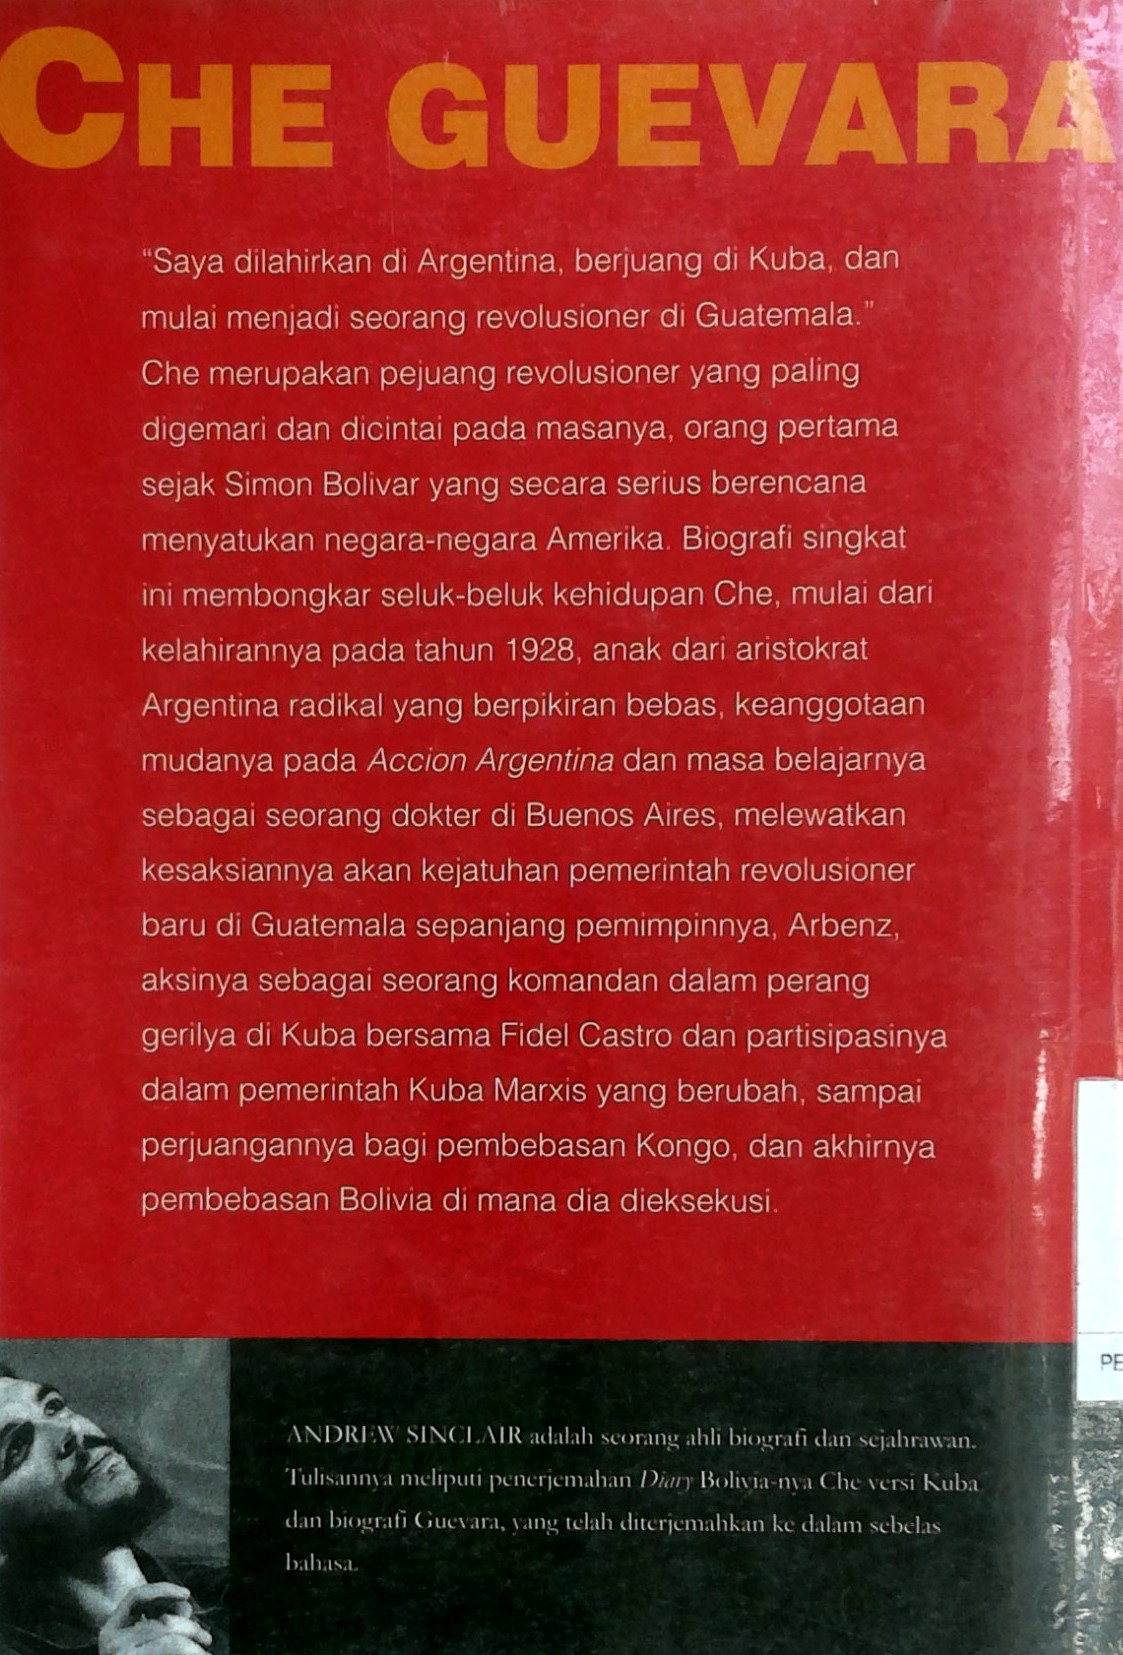 CHE GUEVARA
“Saya dilahirkan di Argentina, berjuang di Kuba, dan
mulai menjadi seorang revolusioner di Guatemala.”
Che merupakan pejuang revolusioner yang paling
digemari dan dicintai pada masanya, orang pertama
sejak Simon Bolivar yang secara serius berencana
menyatukan negara-negara Amerika. Biografi singkat
ini membongkar seluk-beluk kehidupan Che, mulai dari
kelahirannya pada tahun 1928, anak dari aristokrat
Argentina radikal yang berpikiran bebas, keanggotaan
mudanya pada Accion Argentina dan masa belajarnya
sebagai seorang dokter di Buenos Aires, melewatkan
kesaksiannya akan kejatuhan pemerintah revolusioner
baru di Guatemala sepanjang pemimpinnya, Arbenz,
aksinya sebagai seorang komandan dalam perang
gerilya di Kuba bersama Fidel Castro dan partisipasinya
dalam pemerintah Kuba Marxis yang berubah, sampai
perjuangannya bagi pembebasan Kongo, dan akhirnya
pembebasan Bolivia di mana dia dieksekusi.
PE
ANDREW SINCLAIR adalah seorang ahli biografi dan sejahrawan.
Tulisannya meliputi penerjemahan Diary Bolivia-nya Che versi Kuba
dan biografi Guevara, yang telah diterjemahkan ke dalam sebelas
bahasa.